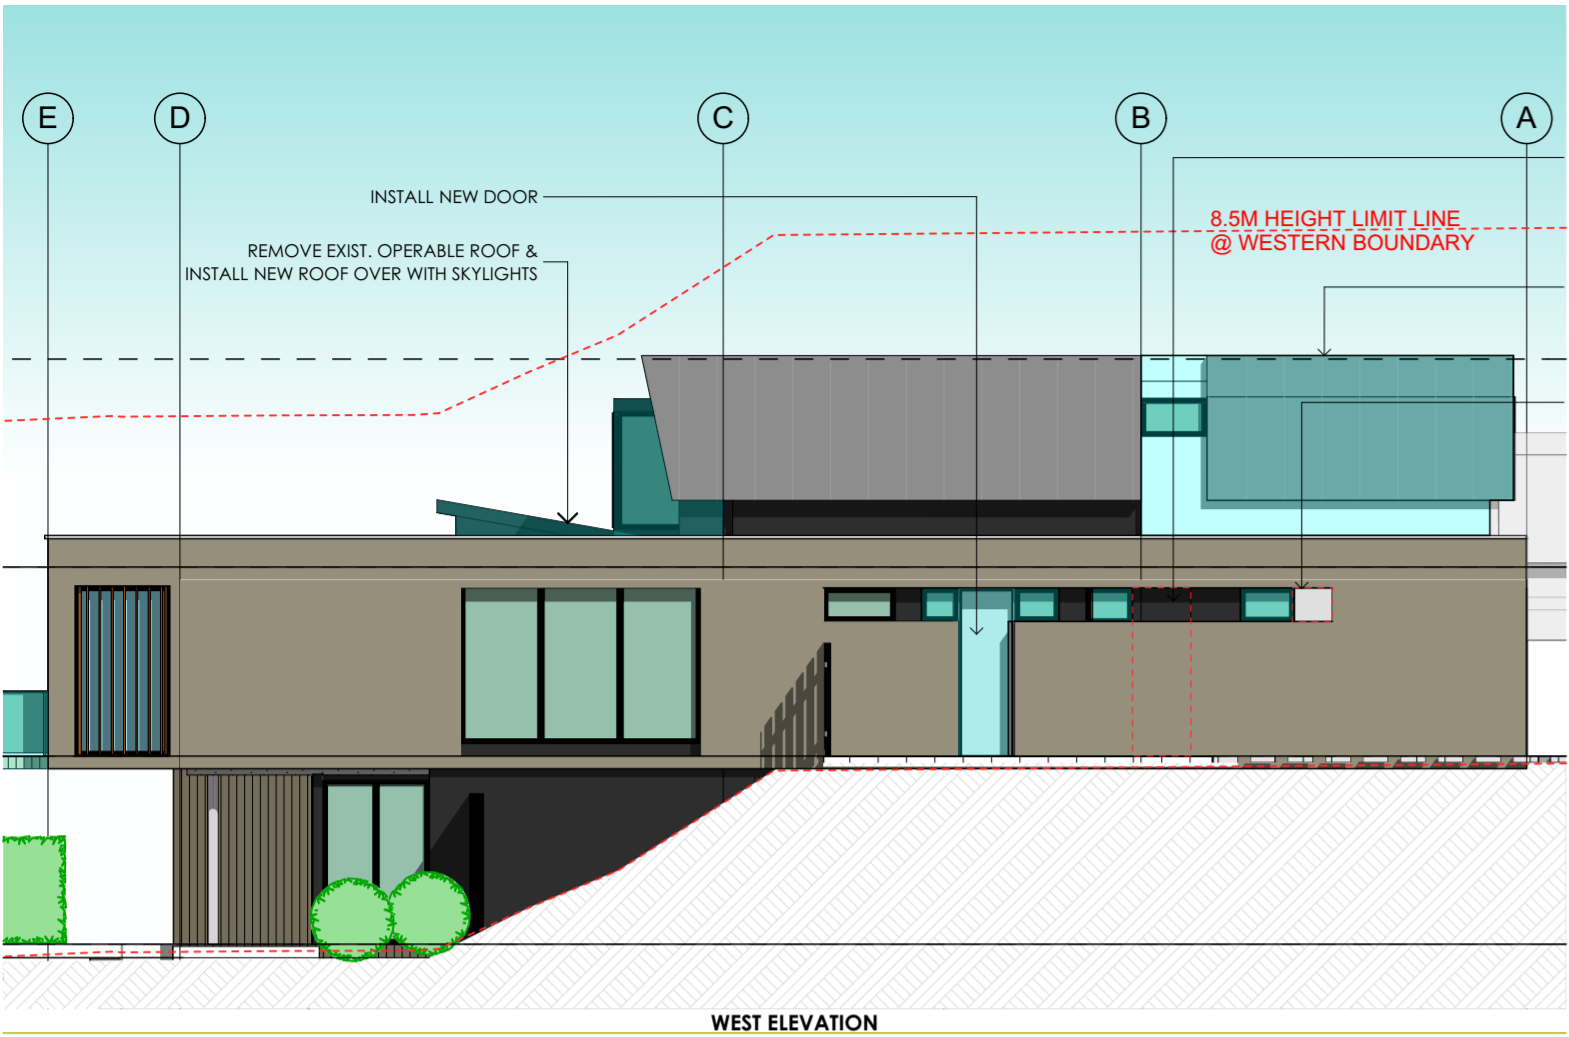 E
D
C
B
A
INSTALL NEW DOOR
8.5M HEIGHT LIMIT LINE
@ WESTERN BOUNDARY
REMOVE EXIST. OPERABLE ROOF &
INSTALL NEW ROOF OVER WITH SKYLIGHTS
WEST ELEVATION